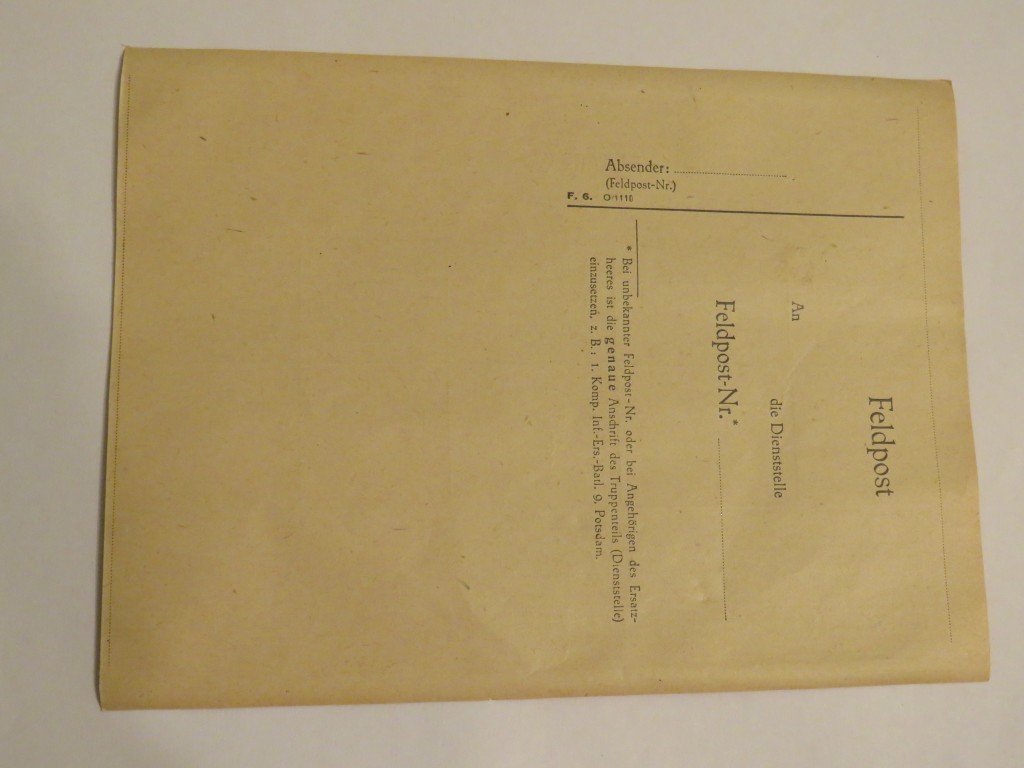 Feldpost
An
die Dienststelle
Feldpost-Nr.*
* Bei unbekannter Feldpost-Nr. oder bei Angehörigen des Ersatz-
heeres ist die genaue Anschrift des Truppenteils (Dienststelle)
einzusetzen, z. B.: 1. Komp. Inf.-Ers.-Batl. 9, Potsdam.
Absender:
(Feldpost-Nr.)
F. 6. O/1110